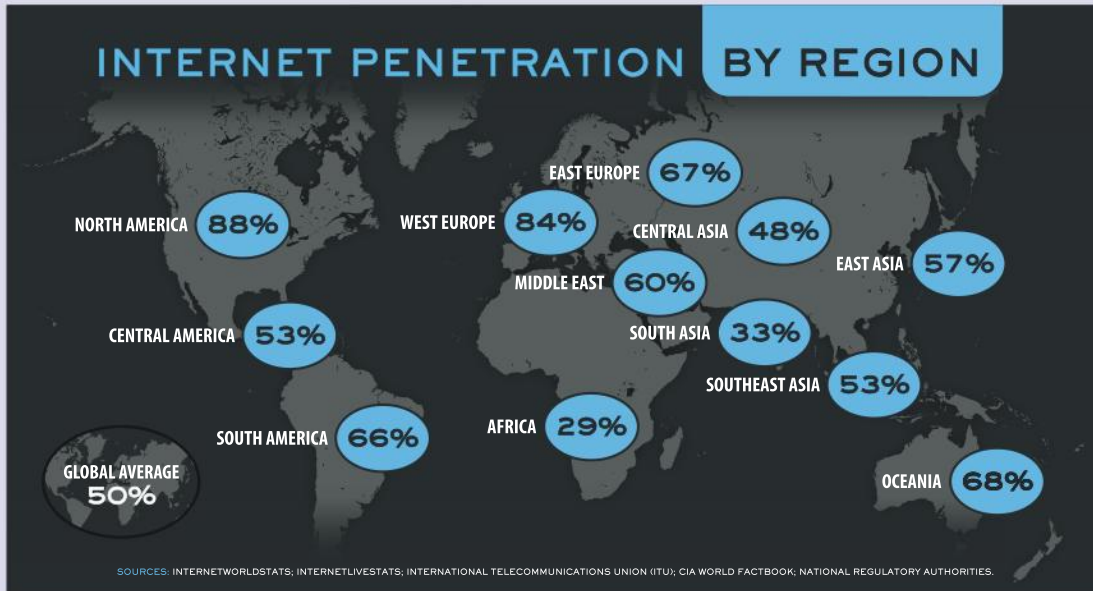 INTERNET PENETRATION BY REGION
EAST EUROPE 67%
NORTH AMERICA 88%
WEST EUROPE 84%
CENTRAL ASIA 48%
EAST ASIA 57%
MIDDLE EAST 60%
CENTRAL AMERICA 53%
SOUTH ASIA 33%
SOUTHEAST ASIA 53%
SOUTH AMERICA 66%
AFRICA 29%
GLOBAL AVERAGE
50%
OCEANIA 68%
SOURCES: INTERNETWORLDSTATS; INTERNETLIVESTATS; INTERNATIONAL TELECOMMUNICATIONS UNION (ITU); CIA WORLD FACTBOOK; NATIONAL REGULATORY AUTHORITIES.